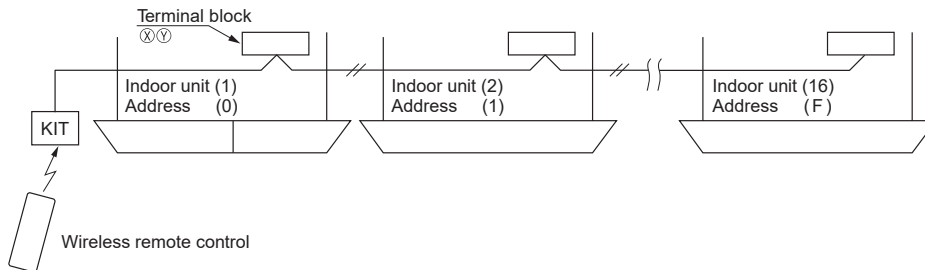 Terminal block
ⓍⓎ
Indoor unit (1)
Address (0)
Indoor unit (2)
Address (1)
Indoor unit (16)
Address (F)
KIT
Wireless remote control